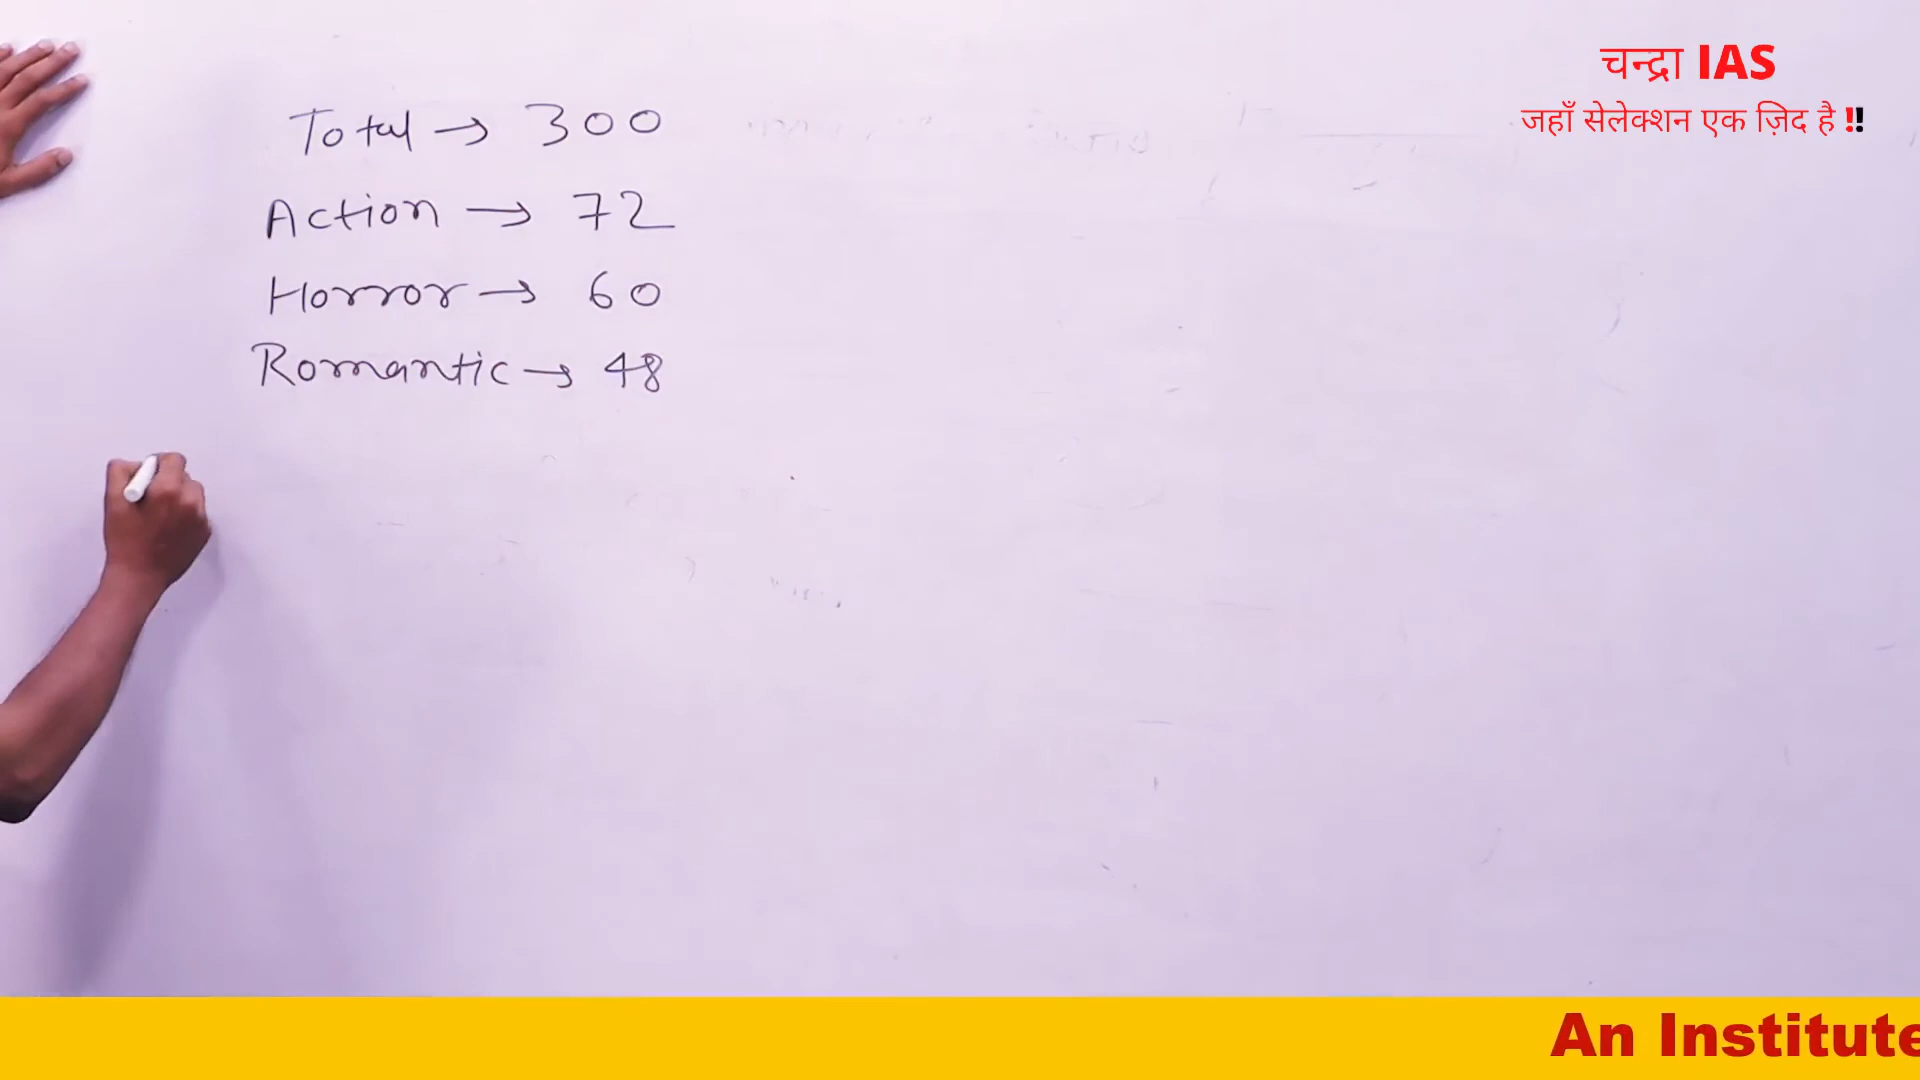 चन्द्रा IAS
जहाँ सेलेक्शन एक ज़िद है !!
Total → 300
Action → 72
Horror → 60
Romantic → 48
An Institute